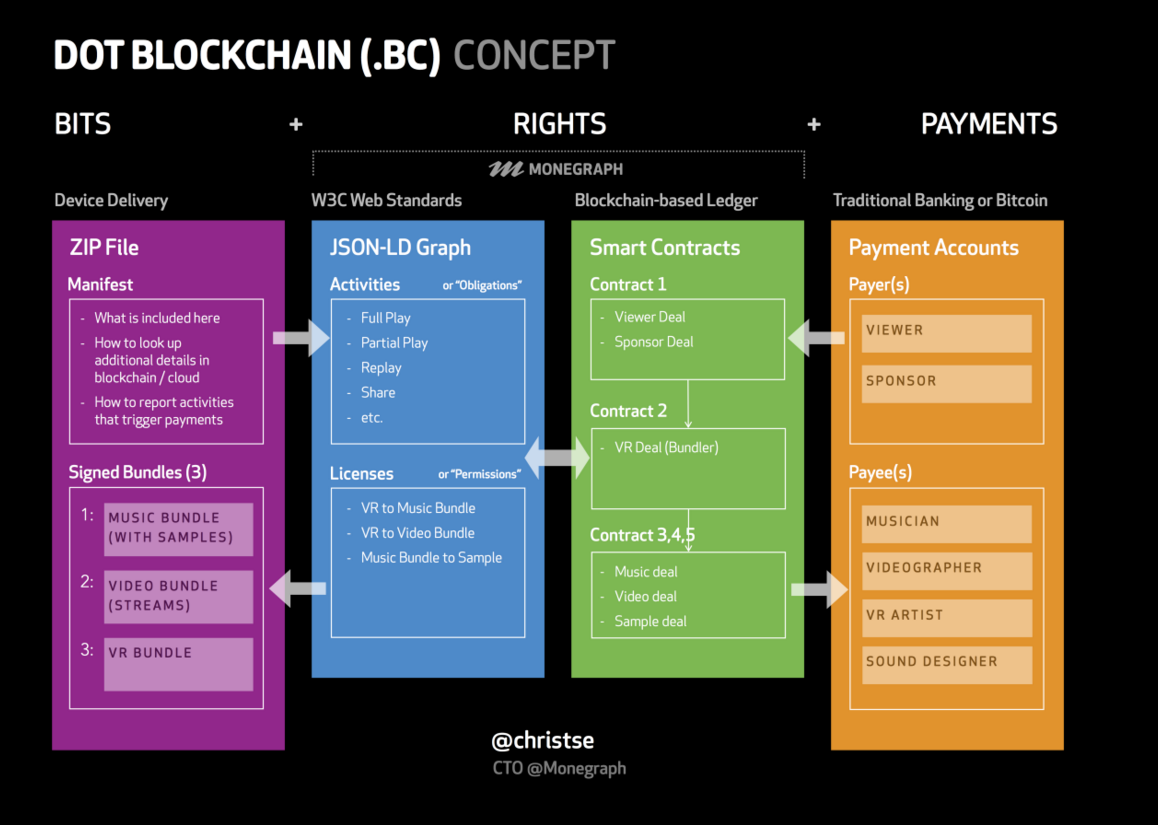 DOT BLOCKCHAIN (.BC) CONCEPT
BITS + RIGHTS + PAYMENTS
MONEGRAPH
Device Delivery
ZIP File
Manifest
- What is included here
- How to look up
additional details in
blockchain / cloud
- How to report activities
that trigger payments
Signed Bundles (3)
1: MUSIC BUNDLE
(WITH SAMPLES)
2: VIDEO BUNDLE
(STREAMS)
3: VR BUNDLE
W3C Web Standards
JSON-LD Graph
Activities or “Obligations”
- Full Play
- Partial Play
- Replay
- Share
- etc.
Licenses or “Permissions”
- VR to Music Bundle
- VR to Video Bundle
- Music Bundle to Sample
Blockchain-based Ledger
Smart Contracts
Contract 1
- Viewer Deal
- Sponsor Deal
Contract 2
- VR Deal (Bundler)
Contract 3,4,5
- Music deal
- Video deal
- Sample deal
Traditional Banking or Bitcoin
Payment Accounts
Payer(s)
VIEWER
SPONSOR
Payee(s)
MUSICIAN
VIDEOGRAPHER
VR ARTIST
SOUND DESIGNER
@christse
CTO @Monegraph